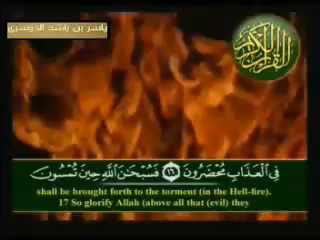 ياسر بن راشد الدوسري
القرآن الكريم
فِي الْعَذَابِ مُحْضَرُونَ ١٦ فَسُبْحَانَ اللَّهِ حِينَ تُمْسُونَ
shall be brought forth to the torment (in the Hell-fire).
17 So glorify Allah (above all that (evil) they